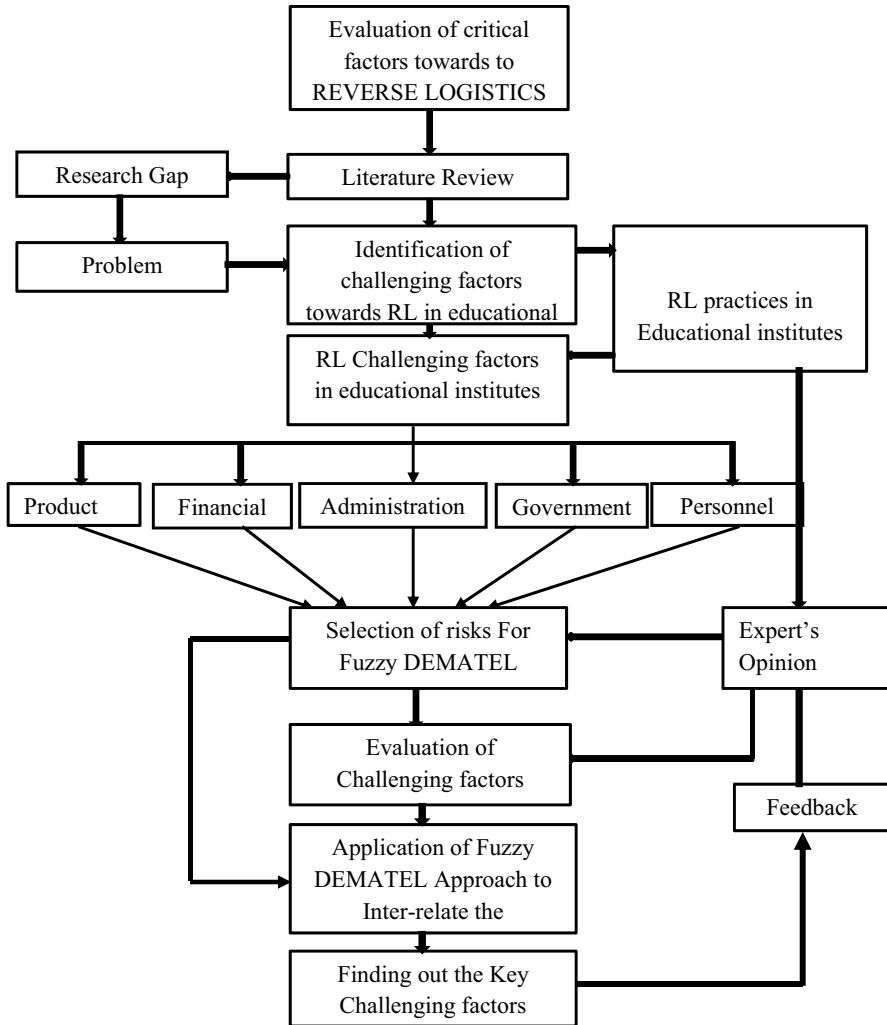 Evaluation of critical
factors towards to
REVERSE LOGISTICS
Research Gap
Literature Review
Problem
Identification of
challenging factors
towards RL in educational
RL practices in
Educational institutes
RL Challenging factors
in educational institutes
Product
Financial
Administration
Government
Personnel
Selection of risks For
Fuzzy DEMATEL
Expert’s
Opinion
Evaluation of
Challenging factors
Feedback
Application of Fuzzy
DEMATEL Approach to
Inter-relate the
Finding out the Key
Challenging factors